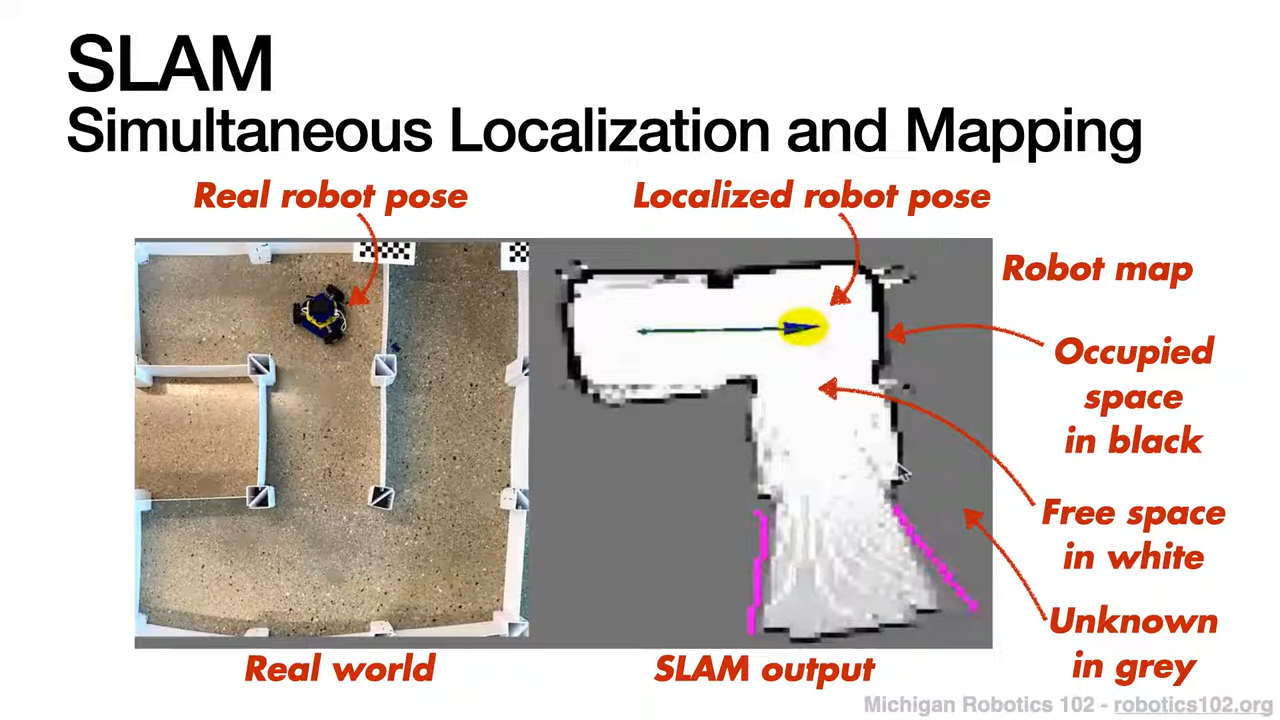 SLAM
Simultaneous Localization and Mapping
Real robot pose
Localized robot pose
Robot map
Occupied
space
in black
Free space
in white
Unknown
in grey
Real world
SLAM output
Michigan Robotics 102 - robotics102.org